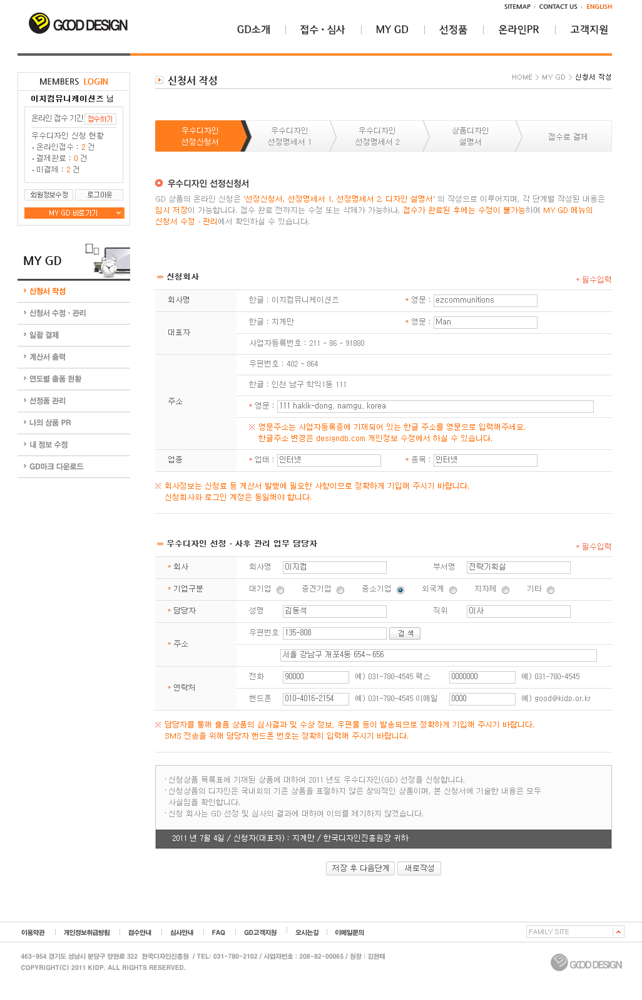 SITEMAP CONTACT US ENGLISH
GOOD DESIGN
GD소개 접수 · 심사 MY GD 선정품 온라인PR 고객지원
MEMBERS LOGIN
이지컴뮤니케이션즈 님
온라인 접수 기간 접수하기
우수디자인 신청 현황
· 온라인접수 : 2 건
· 결제완료 : 0 건
· 미결제 : 2 건
회원정보수정 로그아웃
MY GD 바로가기
MY GD
신청서 작성
신청서 수정 · 관리
일괄 결제
계산서 출력
연도별 출품 현황
선정품 관리
나의 상품 PR
내 정보 수정
GD마크 다운로드
신청서 작성
HOME > MY GD > 신청서 작성
우수디자인 선정신청서
우수디자인 선정명세서 1
우수디자인 선정명세서 2
상품디자인 설명서
접수료 결제
우수디자인 선정신청서
GD 상품의 온라인 신청은 ‘선정신청서, 선정명세서 1, 선정명세서 2, 디자인 설명서’ 의 작성으로 이루어지며, 각 단계별 작성된 내용은
임시 저장이 가능합니다. 접수 완료 전까지는 수정 또는 삭제가 가능하나, 접수가 완료된 후에는 수정이 불가능하며 MY GD 메뉴의
신청서 수정 · 관리에서 확인하실 수 있습니다.
신청회사
* 필수입력
회사명 한글 : 이지컴뮤니케이션즈 * 영문 : ezcommunitions
대표자 한글 : 지계만 * 영문 : Man
사업자등록번호 : 211 - 86 - 91880
주소 우편번호 : 402 - 864
한글 : 인천 남구 학익1동 111
* 영문 : 111 hakik-dong, namgu, korea
※ 영문주소는 사업자등록증에 기재되어 있는 한글 주소를 영문으로 입력해주세요.
한글주소 변경은 designdb.com 개인정보 수정에서 하실 수 있습니다.
업종 * 업태 : 인터넷 * 종목 : 인터넷
※ 회사정보는 신청료 등 계산서 발행에 필요한 사항이므로 정확하게 기입해 주시기 바랍니다.
신청회사와 로그인 계정은 동일해야 합니다.
우수디자인 선정 · 사후 관리 업무 담당자
* 필수입력
* 회사 회사명 이지컴 부서명 전략기획실
* 기업구분 대기업 중견기업 중소기업 외국계 지자체 기타
* 담당자 성명 김동석 직위 이사
* 주소 우편번호 135-808 검 색
서울 강남구 개포4동 654~656
* 연락처 전화 90000 예) 031-780-4545 팩스 0000000 예) 031-780-4545
핸드폰 010-4016-2154 예) 031-780-4545 이메일 0000 예) good@kidp.or.kr
※ 담당자를 통해 출품 상품의 심사결과 및 수상 정보, 우편물 등이 발송되므로 정확하게 기입해 주시기 바랍니다.
SMS 전송을 위해 담당자 핸드폰 번호는 정확히 입력해 주시기 바랍니다.
· 신청상품 목록표에 기재된 상품에 대하여 2011 년도 우수디자인(GD) 선정을 신청합니다.
· 신청상품의 디자인은 국내외의 기존 상품을 표절하지 않은 창의적인 상품이며, 본 신청서에 기술한 내용은 모두
사실임을 확인합니다.
· 신청 회사는 GD 선정 및 심사의 결과에 대하여 이의를 제기하지 않겠습니다.
2011 년 7월 4일 / 신청자(대표자) : 지계만 / 한국디자인진흥원장 귀하
저장 후 다음단계 새로작성
이용약관 개인정보취급방침 접수안내 심사안내 FAQ GD고객지원 오시는길 이메일문의
FAMILY SITE
463-954 경기도 성남시 분당구 양현로 322 한국디자인진흥원 / TEL: 031-780-2102 / 사업자번호 : 208-82-00065 / 원장 : 김현태
COPYRIGHT(C) 2011 KIDP. ALL RIGHTS RESERVED.
GOOD DESIGN